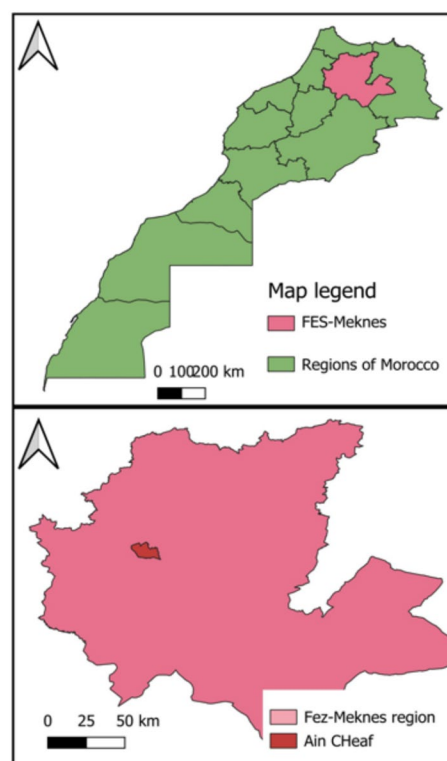 Map legend
FES-Meknes
Regions of Morocco
0 100200 km
Fez-Meknes region
Ain CHeaf
0 25 50 km